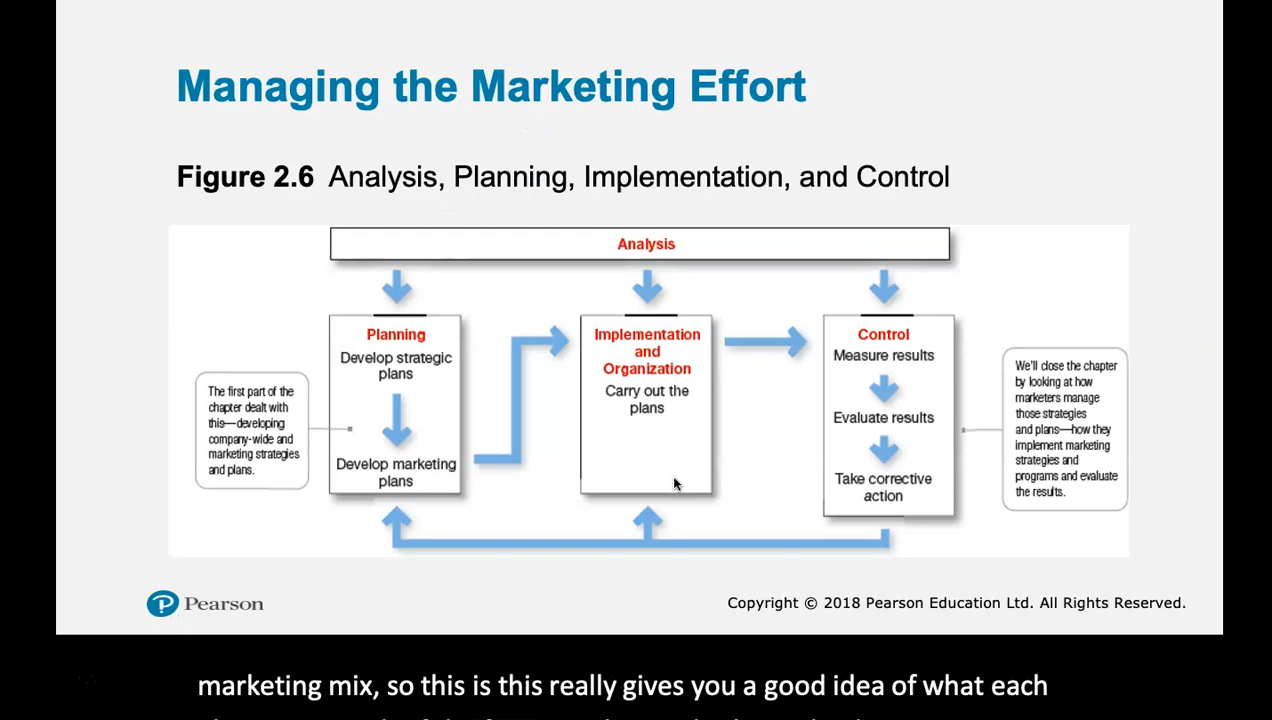 Managing the Marketing Effort
Figure 2.6 Analysis, Planning, Implementation, and Control
Analysis
Planning
Develop strategic
plans
Develop marketing
plans
Implementation
and
Organization
Carry out the
plans
Control
Measure results
Evaluate results
Take corrective
action
The first part of the
chapter dealt with
this—developing
company-wide and
marketing strategies
and plans.
We'll close the chapter
by looking at how
marketers manage
those strategies
and plans—how they
implement marketing
strategies and
programs and evaluate
the results.
Pearson
Copyright © 2018 Pearson Education Ltd. All Rights Reserved.
marketing mix, so this is this really gives you a good idea of what each